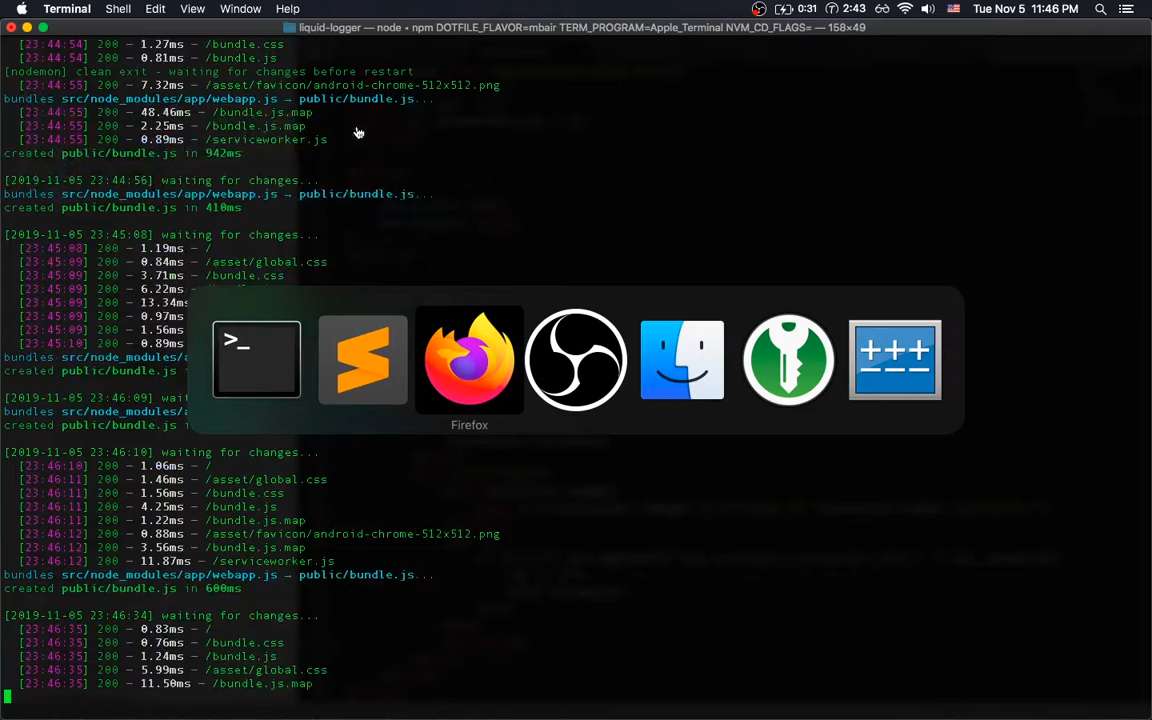 Terminal Shell Edit View Window Help 0:31 2:43 Tue Nov 5 11:46 PM
liquid-logger — node ◂ npm DOTFILE_FLAVOR=mbair TERM_PROGRAM=Apple_Terminal NVM_CD_FLAGS= — 158×49
[23:44:54] 200 — 1.27ms — /bundle.css
[23:44:54] 200 — 0.81ms — /bundle.js
[nodemon] clean exit - waiting for changes before restart
[23:44:55] 200 — 7.32ms — /asset/favicon/android-chrome-512x512.png
bundles src/node_modules/app/webapp.js → public/bundle.js...
[23:44:55] 200 — 48.46ms — /bundle.js.map
[23:44:55] 200 — 2.25ms — /bundle.js.map
[23:44:55] 200 — 0.89ms — /serviceworker.js
created public/bundle.js in 942ms
[2019-11-05 23:44:56] waiting for changes...
bundles src/node_modules/app/webapp.js → public/bundle.js...
created public/bundle.js in 410ms
[2019-11-05 23:45:08] waiting for changes...
[23:45:08] 200 — 1.19ms — /
[23:45:09] 200 — 0.84ms — /asset/global.css
[23:45:09] 200 — 3.71ms — /bundle.css
[23:45:09] 200 — 6.22ms —
[23:45:09] 200 — 13.34ms
[23:45:09] 200 — 0.97ms
[23:45:09] 200 — 1.56ms
[23:45:10] 200 — 0.89ms
bundles src/node_modules/a
created public/bundle.js i
[2019-11-05 23:46:09] wai
bundles src/node_modules/a
created public/bundle.js i
[2019-11-05 23:46:10] waiting for changes...
[23:46:10] 200 — 1.06ms — /
[23:46:11] 200 — 1.46ms — /asset/global.css
[23:46:11] 200 — 1.56ms — /bundle.css
[23:46:11] 200 — 4.25ms — /bundle.js
[23:46:11] 200 — 1.22ms — /bundle.js.map
[23:46:12] 200 — 0.88ms — /asset/favicon/android-chrome-512x512.png
[23:46:12] 200 — 3.56ms — /bundle.js.map
[23:46:12] 200 — 11.87ms — /serviceworker.js
bundles src/node_modules/app/webapp.js → public/bundle.js...
created public/bundle.js in 600ms
[2019-11-05 23:46:34] waiting for changes...
[23:46:35] 200 — 0.83ms — /
[23:46:35] 200 — 0.76ms — /bundle.css
[23:46:35] 200 — 1.24ms — /bundle.js
[23:46:35] 200 — 5.99ms — /asset/global.css
[23:46:35] 200 — 11.50ms — /bundle.js.map
>_
Firefox
+++